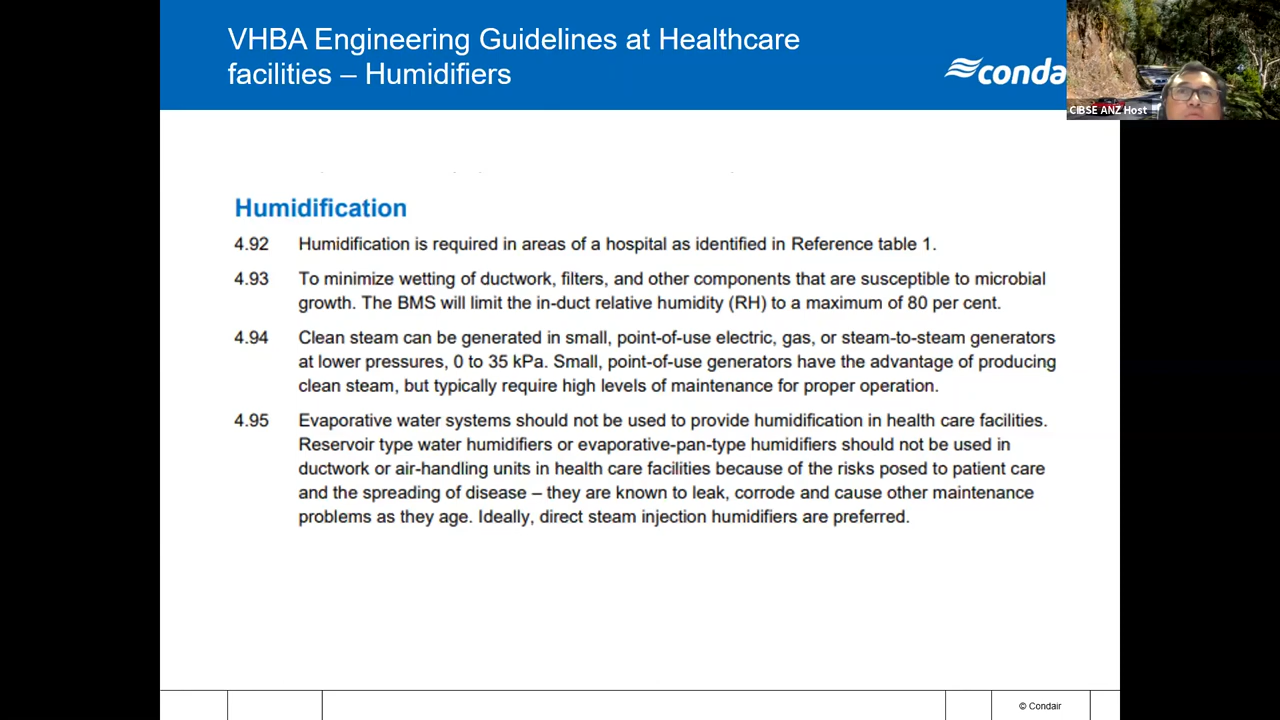 VHBA Engineering Guidelines at Healthcare
facilities – Humidifiers
conda
CIBSE ANZ Host
Humidification
4.92 Humidification is required in areas of a hospital as identified in Reference table 1.
4.93 To minimize wetting of ductwork, filters, and other components that are susceptible to microbial
growth. The BMS will limit the in-duct relative humidity (RH) to a maximum of 80 per cent.
4.94 Clean steam can be generated in small, point-of-use electric, gas, or steam-to-steam generators
at lower pressures, 0 to 35 kPa. Small, point-of-use generators have the advantage of producing
clean steam, but typically require high levels of maintenance for proper operation.
4.95 Evaporative water systems should not be used to provide humidification in health care facilities.
Reservoir type water humidifiers or evaporative-pan-type humidifiers should not be used in
ductwork or air-handling units in health care facilities because of the risks posed to patient care
and the spreading of disease – they are known to leak, corrode and cause other maintenance
problems as they age. Ideally, direct steam injection humidifiers are preferred.
© Condair